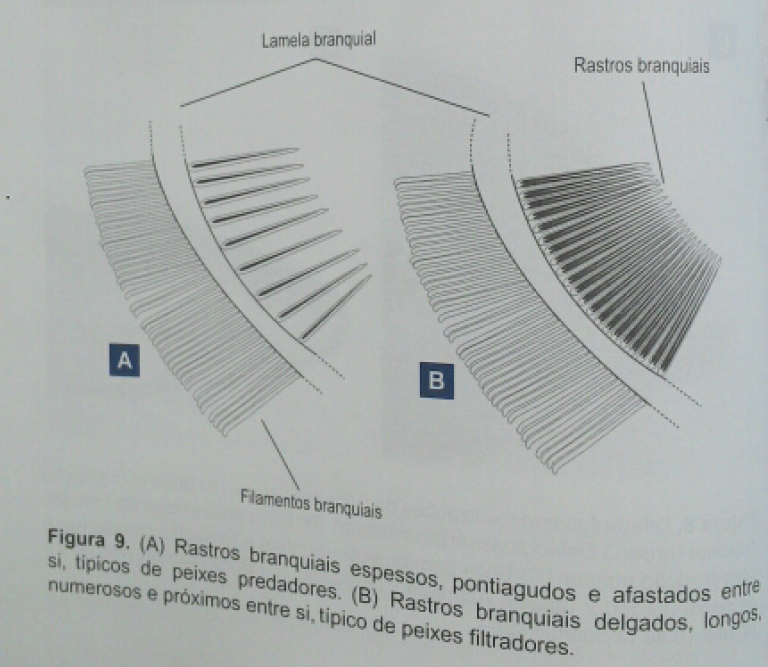 Lamela branquial
Rastros branquiais
A
B
Filamentos branquiais
Figura 9. (A) Rastros branquiais espessos, pontiagudos e afastados entre
si, típicos de peixes predadores. (B) Rastros branquiais delgados, longos,
numerosos e próximos entre si, típico de peixes filtradores.